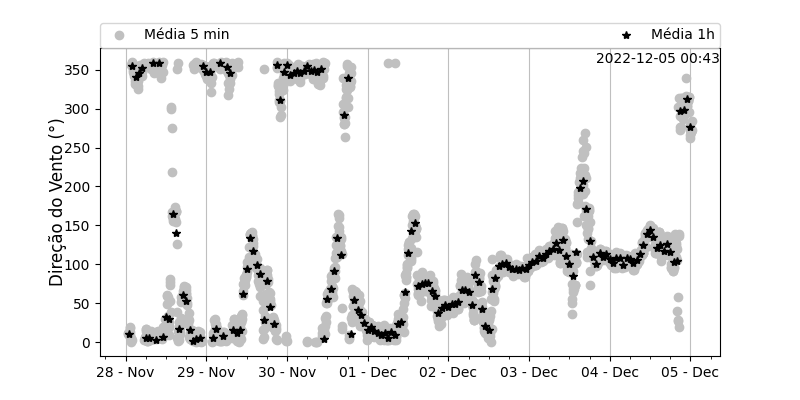 Média 5 min
Média 1h
2022-12-05 00:43
Direção do Vento (°)
350
300
250
200
150
100
50
0
28 - Nov
29 - Nov
30 - Nov
01 - Dec
02 - Dec
03 - Dec
04 - Dec
05 - Dec